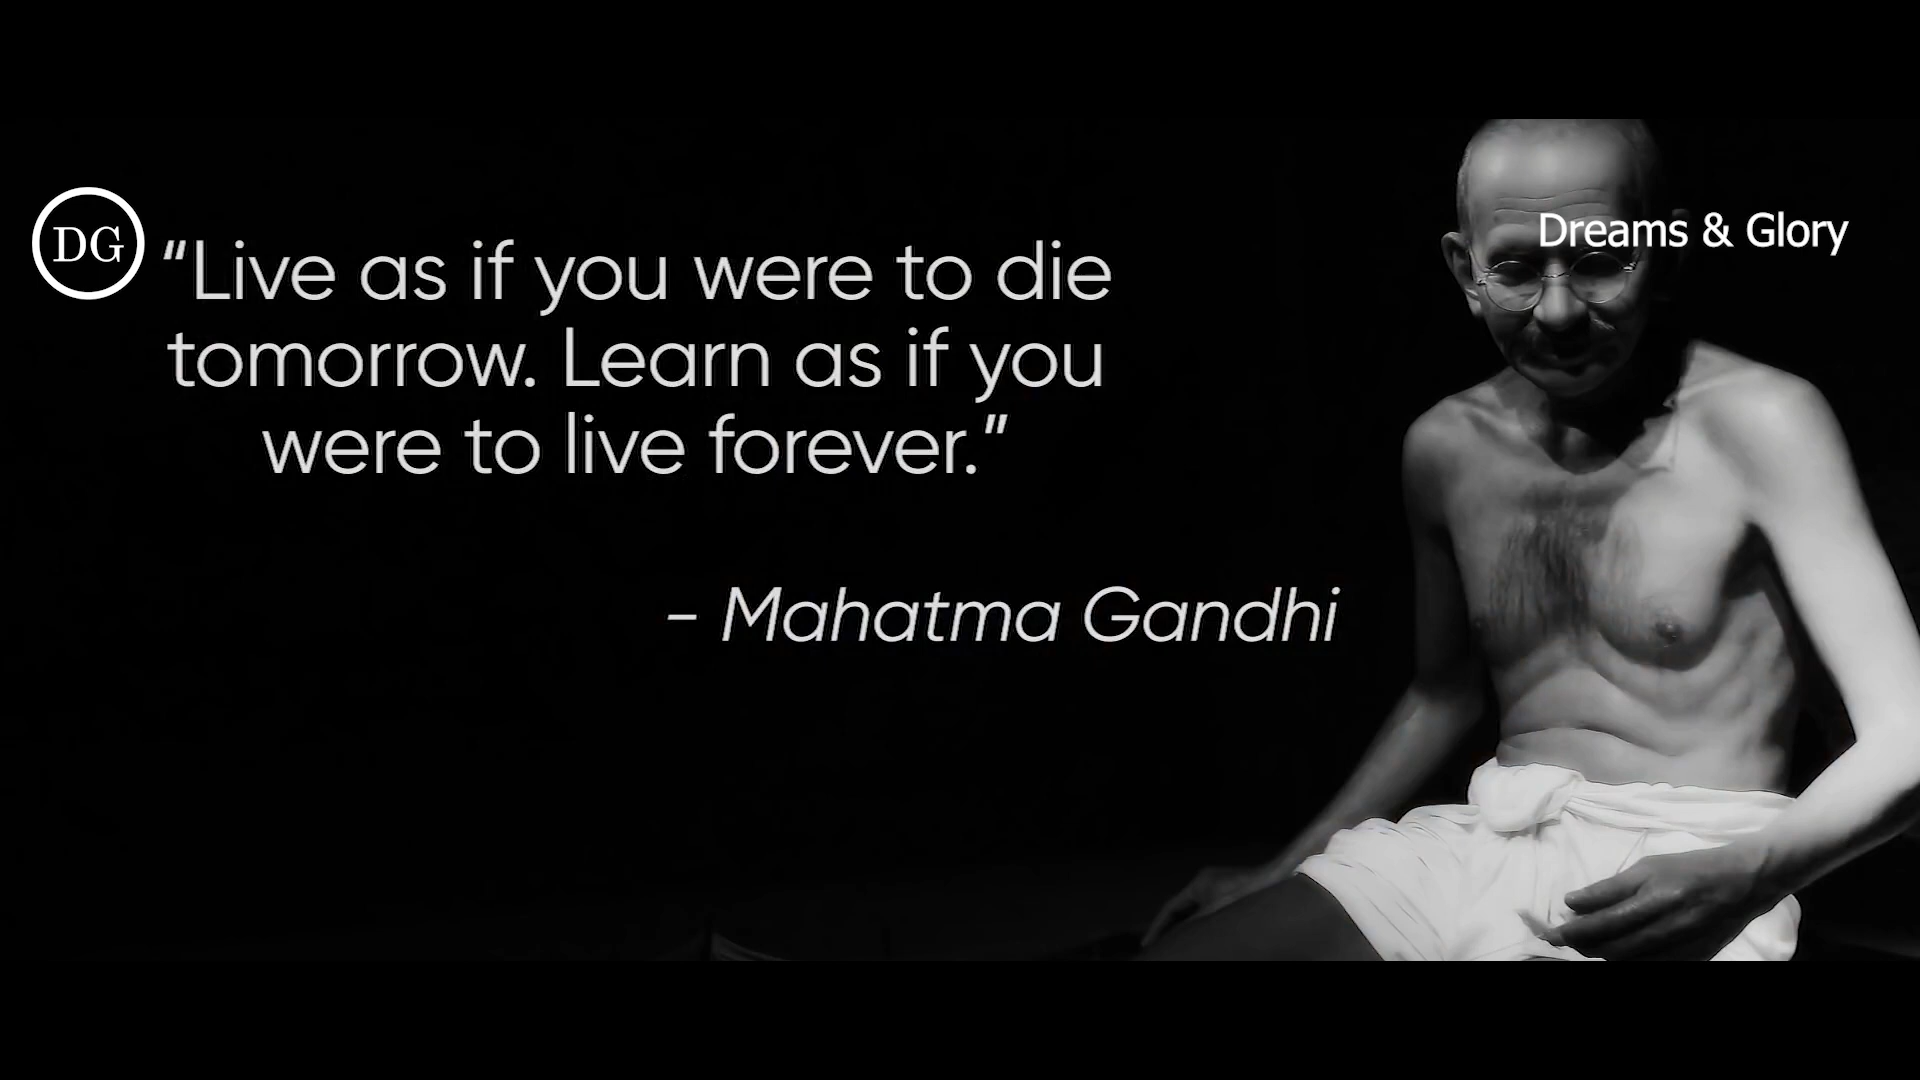 DG
Dreams & Glory
“Live as if you were to die
tomorrow. Learn as if you
were to live forever.”
- Mahatma Gandhi